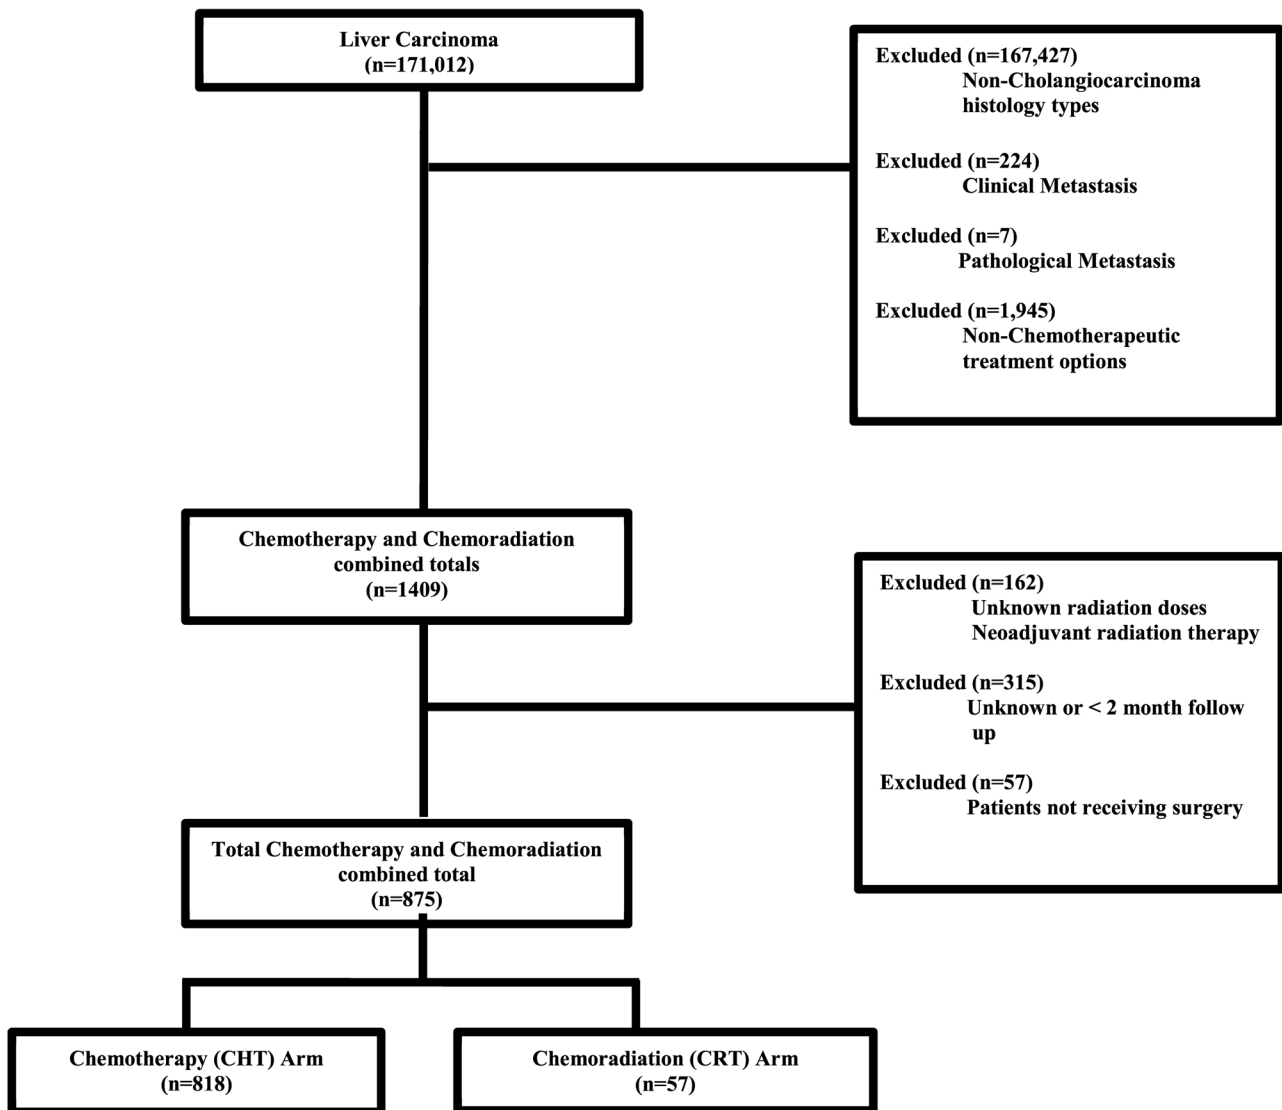 Liver Carcinoma
(n=171,012)
Excluded (n=167,427)
Non-Cholangiocarcinoma
histology types
Excluded (n=224)
Clinical Metastasis
Excluded (n=7)
Pathological Metastasis
Excluded (n=1,945)
Non-Chemotherapeutic
treatment options
Chemotherapy and Chemoradiation
combined totals
(n=1409)
Excluded (n=162)
Unknown radiation doses
Neoadjuvant radiation therapy
Excluded (n=315)
Unknown or < 2 month follow
up
Excluded (n=57)
Patients not receiving surgery
Total Chemotherapy and Chemoradiation
combined total
(n=875)
Chemotherapy (CHT) Arm
(n=818)
Chemoradiation (CRT) Arm
(n=57)